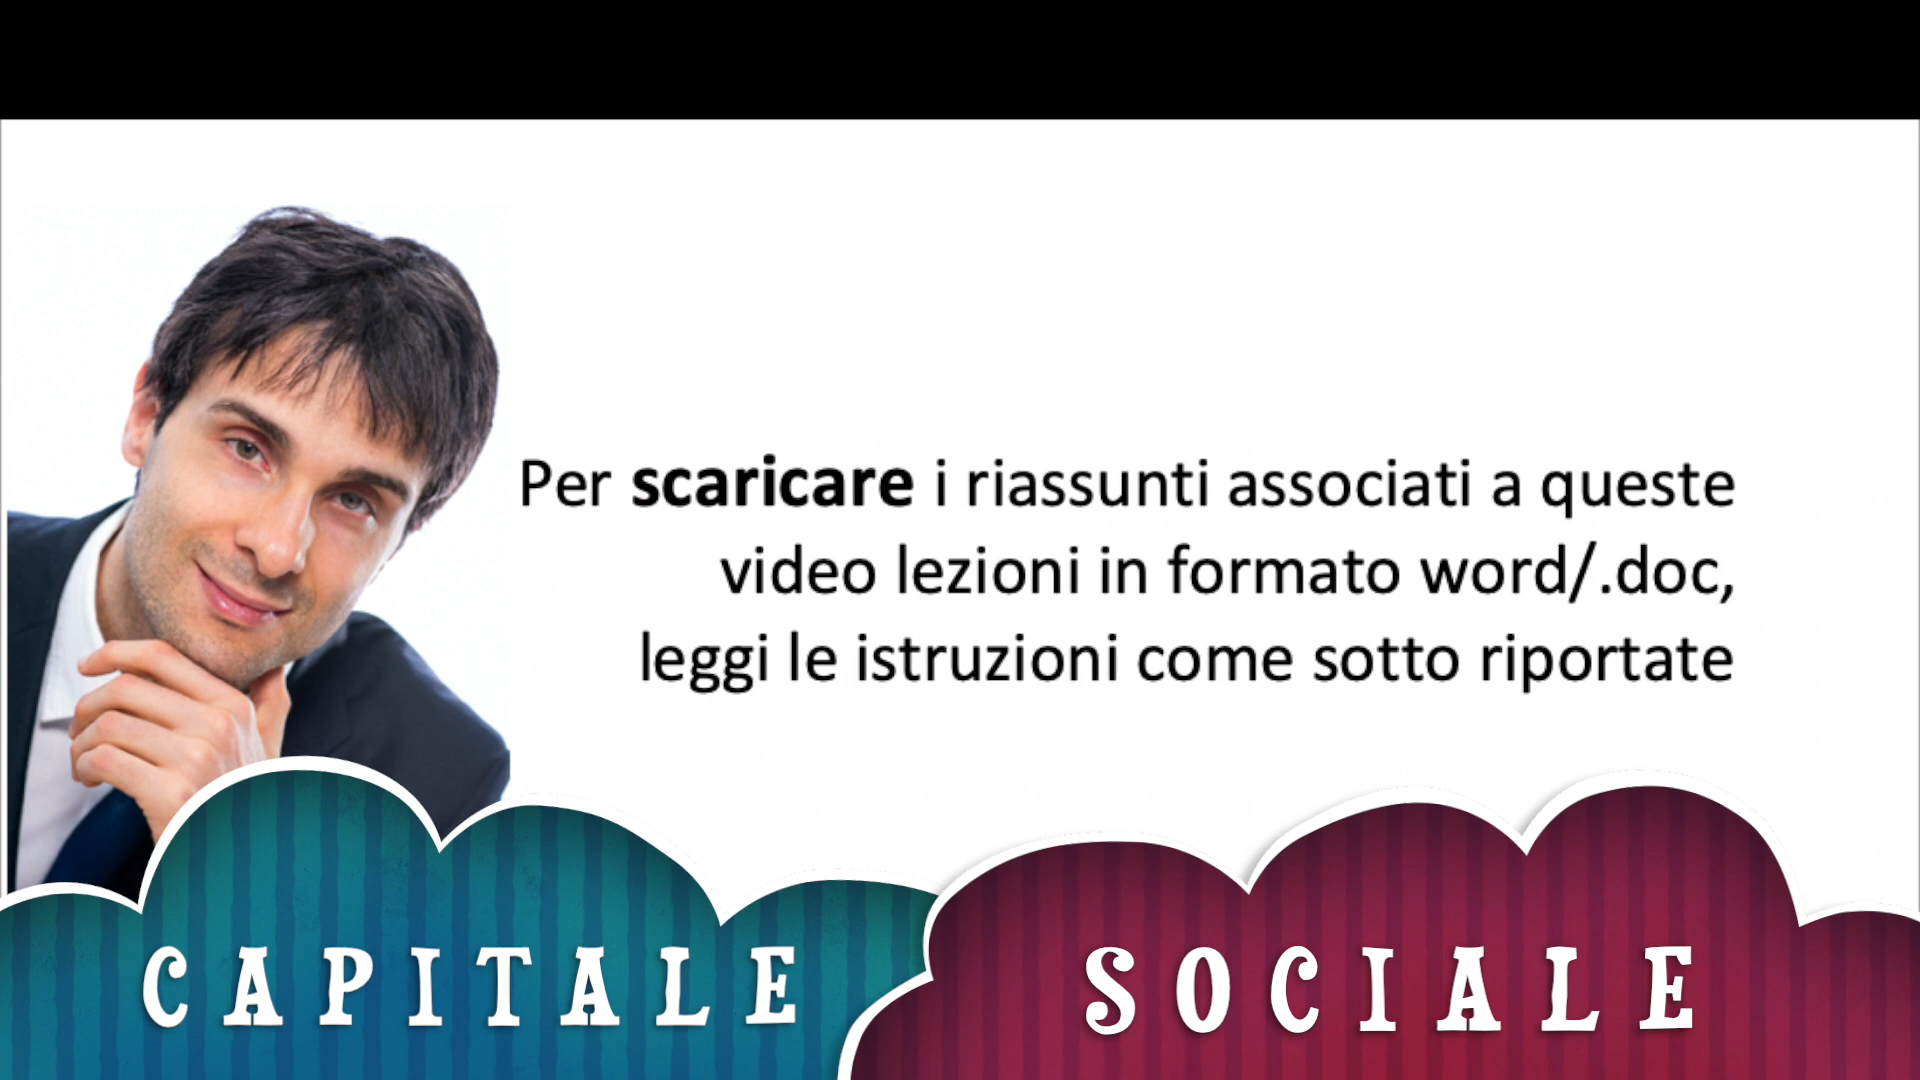 Per scaricare i riassunti associati a queste
video lezioni in formato word/.doc,
leggi le istruzioni come sotto riportate
CAPITALE SOCIALE